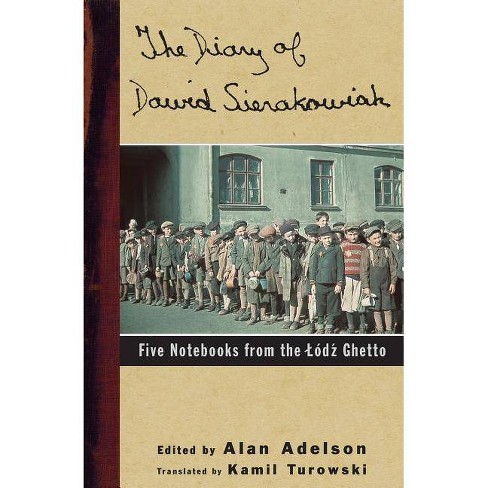 The Diary of
Dawid Sierakowiak
Five Notebooks from the Łódź Ghetto
Edited by Alan Adelson
Translated by Kamil Turowski